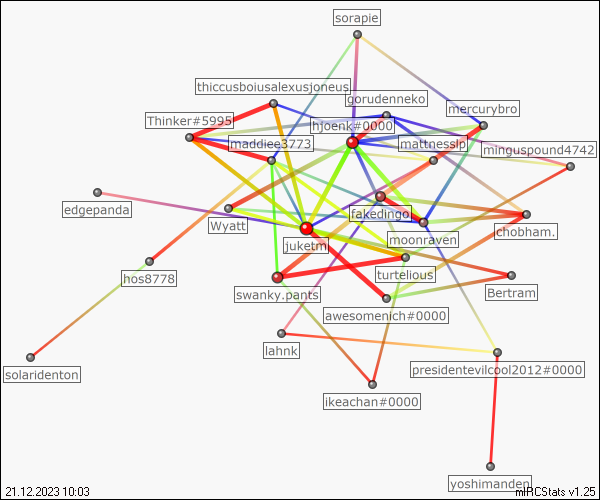 sorapie
thiccusboiusalexusjoneus
gorudenneko
mercurybro
Thinker#5995
hjoenk#0000
maddiee3773
mattnesslp
minguspound4742
edgepanda
Wyatt
fakedingo
chobham.
juketm
moonraven
hos8778
turtelious
swanky.pants
Bertram
awesomenich#0000
lahnk
solaridenton
presidentevilcool2012#0000
ikeachan#0000
yoshimanden
21.12.2023 10:03
mIRCStats v1.25